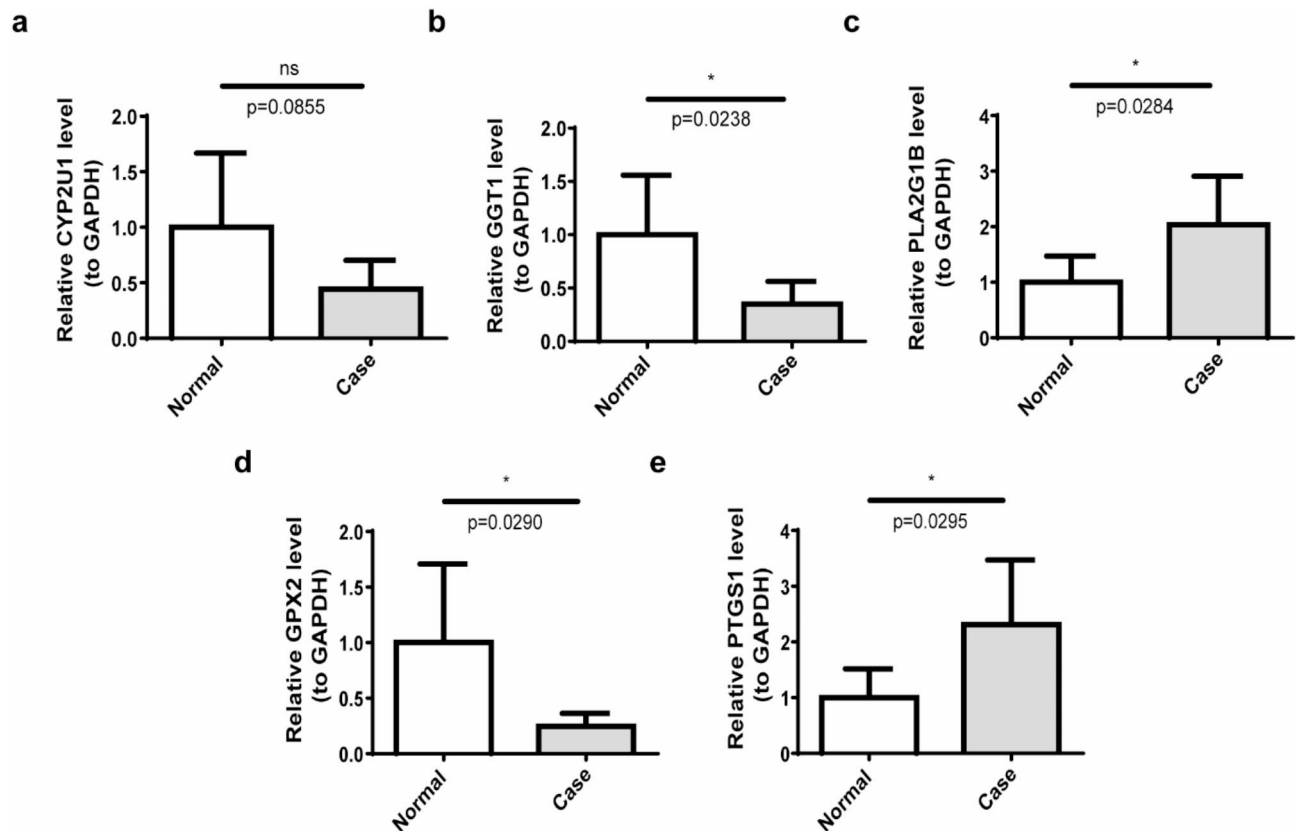 a
ns
p=0.0855
Relative CYP2U1 level
(to GAPDH)
2.0
1.5
1.0
0.5
0.0
Normal
Case
b
*
p=0.0238
Relative GGT1 level
(to GAPDH)
2.0
1.5
1.0
0.5
0.0
Normal
Case
c
*
p=0.0284
Relative PLA2G1B level
(to GAPDH)
4
3
2
1
0
Normal
Case
d
*
p=0.0290
Relative GPX2 level
(to GAPDH)
2.0
1.5
1.0
0.5
0.0
Normal
Case
e
*
p=0.0295
Relative PTGS1 level
(to GAPDH)
4
3
2
1
0
Normal
Case